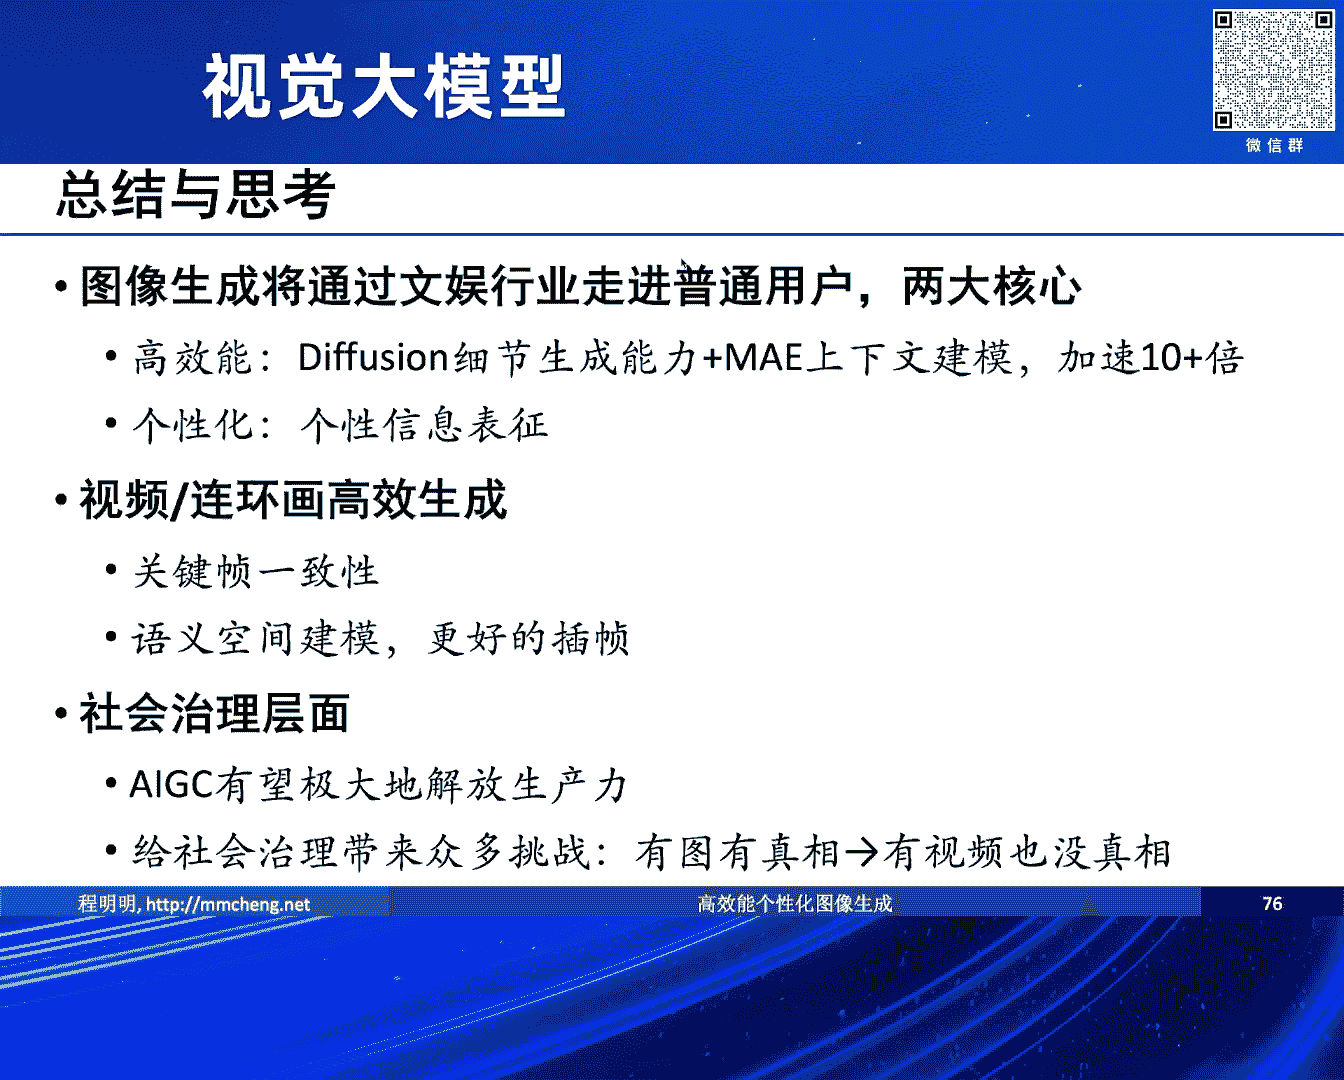 视觉大模型
微信群
总结与思考
• 图像生成将通过文娱行业走进普通用户，两大核心
• 高效能：Diffusion细节生成能力+MAE上下文建模，加速10+倍
• 个性化：个性信息表征
• 视频/连环画高效生成
• 关键帧一致性
• 语义空间建模，更好的插帧
• 社会治理层面
• AIGC有望极大地解放生产力
• 给社会治理带来众多挑战：有图有真相→有视频也没真相
程明明, http://mmcheng.net
高效能个性化图像生成
76